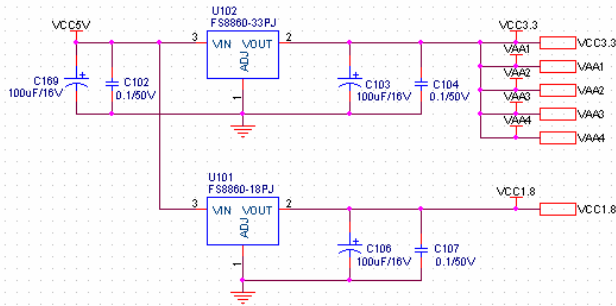 VCC5V
U102
FS8860-33PJ
3 VIN VOUT 2
ADJ
1
C169
100uF/16V
C102
0.1/50V
C103
100uF/16V
C104
0.1/50V
VCC3.3
VCC3.3
VAA1
VAA1
VAA2
VAA2
VAA3
VAA3
VAA4
VAA4
U101
FS8860-18PJ
3 VIN VOUT 2
ADJ
1
C106
100uF/16V
C107
0.1/50V
VCC1.8
VCC1.8